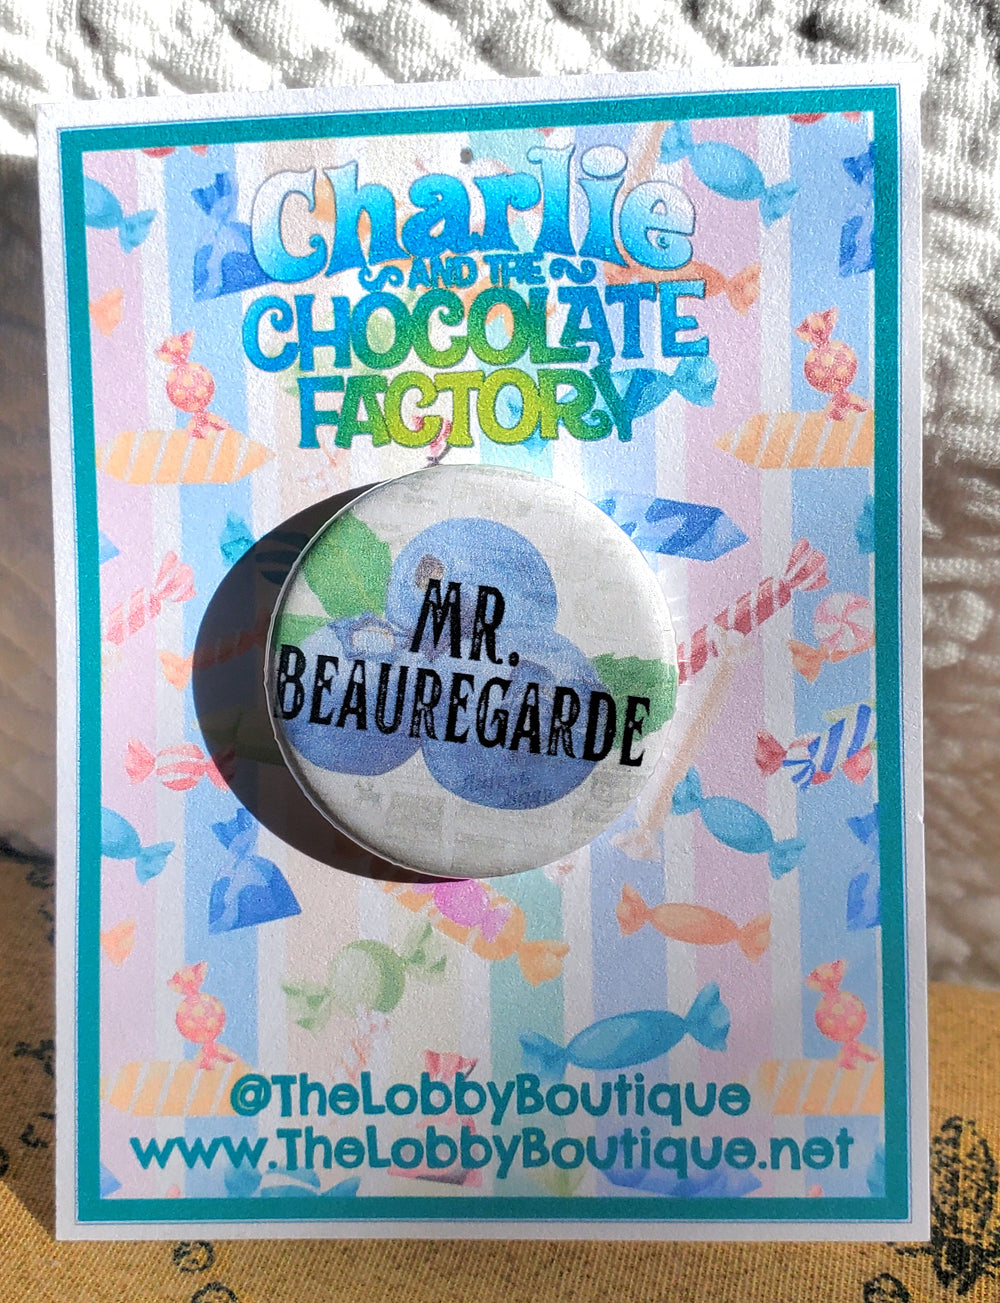 Charlie
AND THE
CHOCOLATE
FACTORY
MR.
BEAUREGARDE
@TheLobbyBoutique
www.TheLobbyBoutique.net